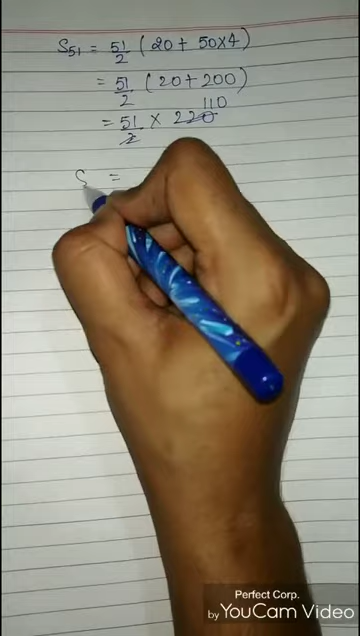 S₅₁ = 51/2 (20 + 50×4)
= 51/2 (20 + 200)
110
= 51/2 × 220
S =
Perfect Corp.
by YouCam Video